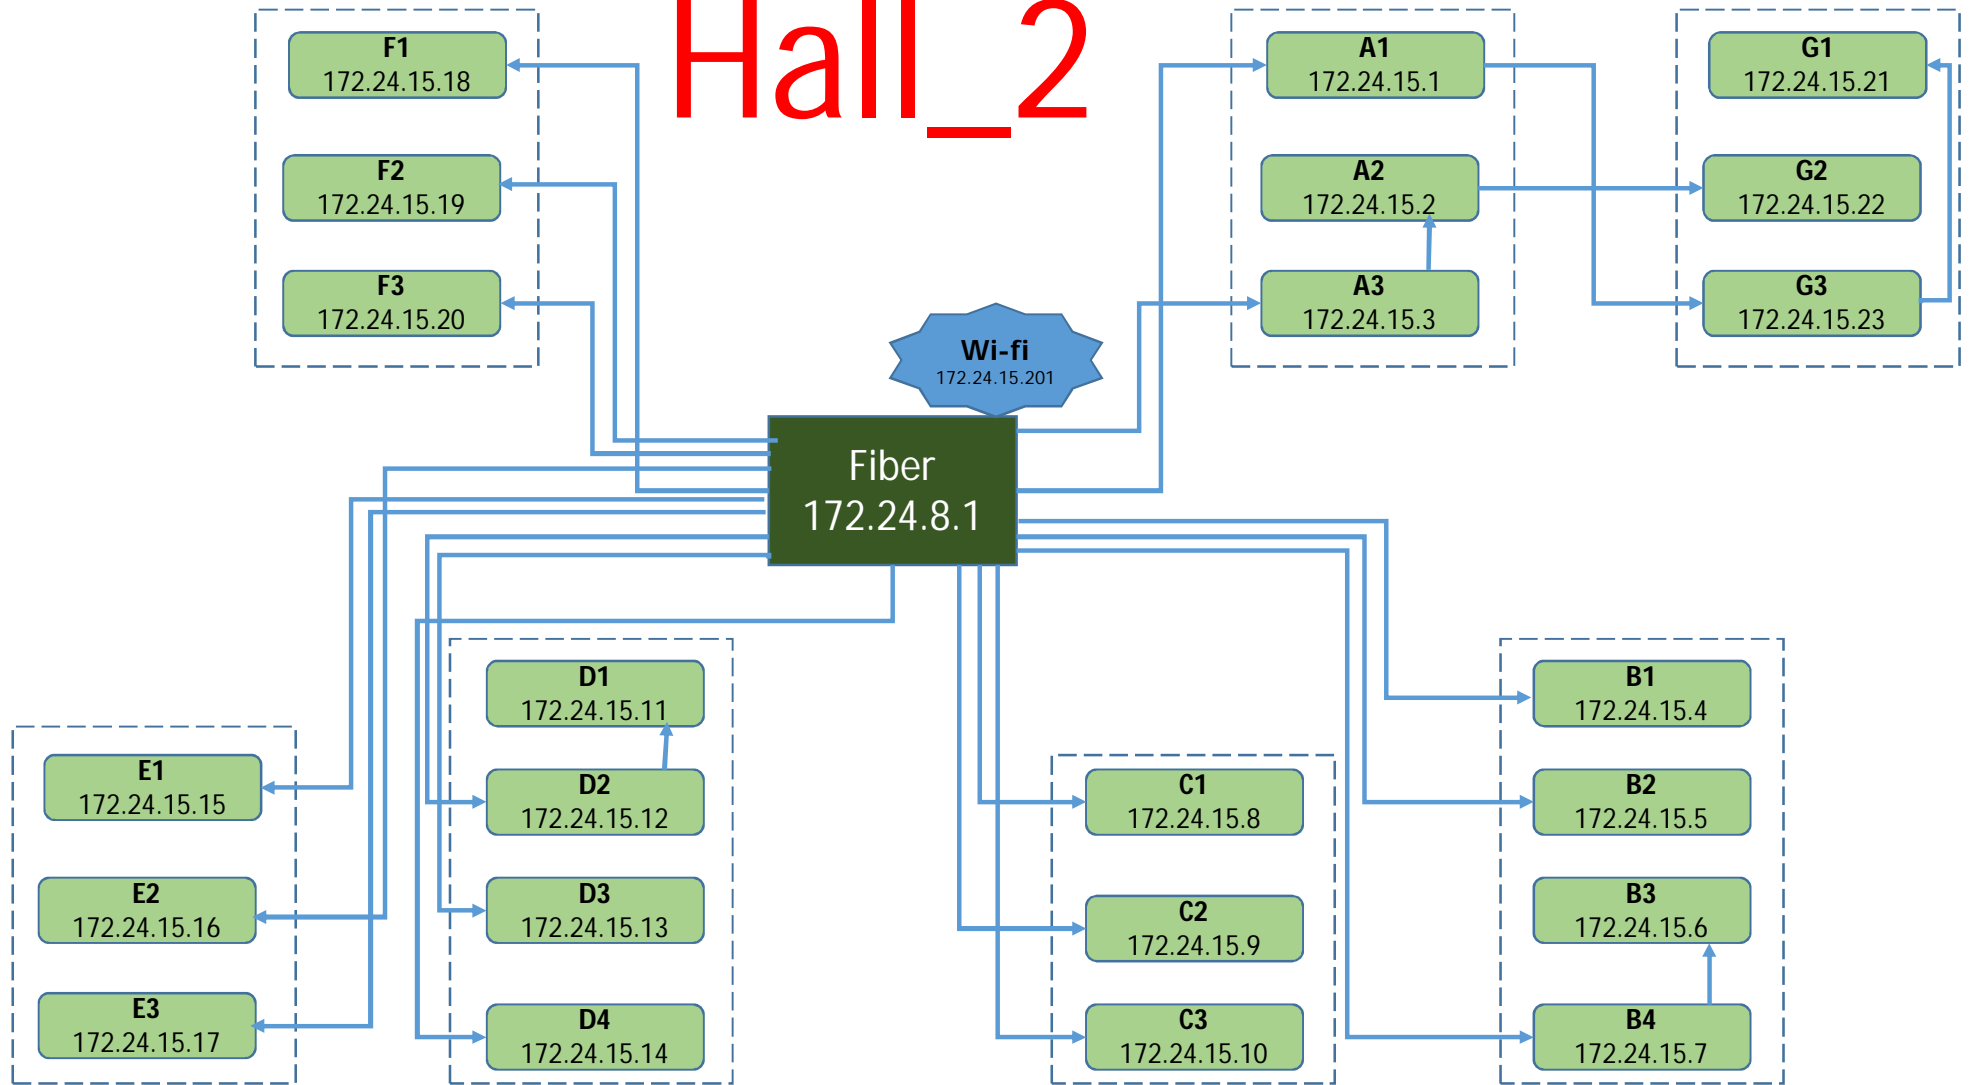 Hall_2
F1
172.24.15.18
F2
172.24.15.19
F3
172.24.15.20
A1
172.24.15.1
A2
172.24.15.2
A3
172.24.15.3
G1
172.24.15.21
G2
172.24.15.22
G3
172.24.15.23
Wi-fi
172.24.15.201
Fiber
172.24.8.1
E1
172.24.15.15
E2
172.24.15.16
E3
172.24.15.17
D1
172.24.15.11
D2
172.24.15.12
D3
172.24.15.13
D4
172.24.15.14
C1
172.24.15.8
C2
172.24.15.9
C3
172.24.15.10
B1
172.24.15.4
B2
172.24.15.5
B3
172.24.15.6
B4
172.24.15.7